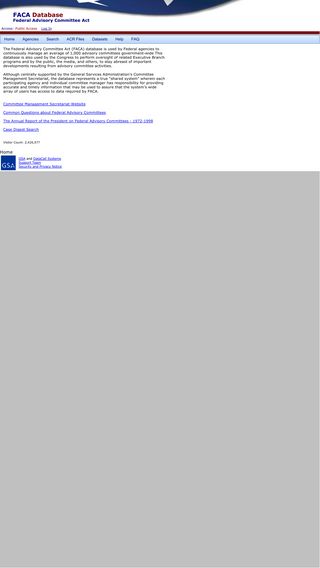 FACA Database
Federal Advisory Committee Act
Access - Public Access Log In
Home Agencies Search ACR Files Datasets Help FAQ
The Federal Advisory Committee Act (FACA) database is used by Federal agencies to
continuously manage an average of 1,000 advisory committees government-wide This
database is also used by the Congress to perform oversight of related Executive Branch
programs and by the public, the media, and others, to stay abreast of important
developments resulting from advisory committee activities.
Although centrally supported by the General Services Administration's Committee
Management Secretariat, the database represents a true "shared system" wherein each
participating agency and individual committee manager has responsibility for providing
accurate and timely information that may be used to assure that the system's wide
array of users has access to data required by FACA.
Committee Management Secretariat Website
Common Questions about Federal Advisory Committees
The Annual Report of the President on Federal Advisory Committees - 1972-1998
Case Digest Search
Home
GSA
GSA and DataCall Systems
Support Team
Security and Privacy Notice